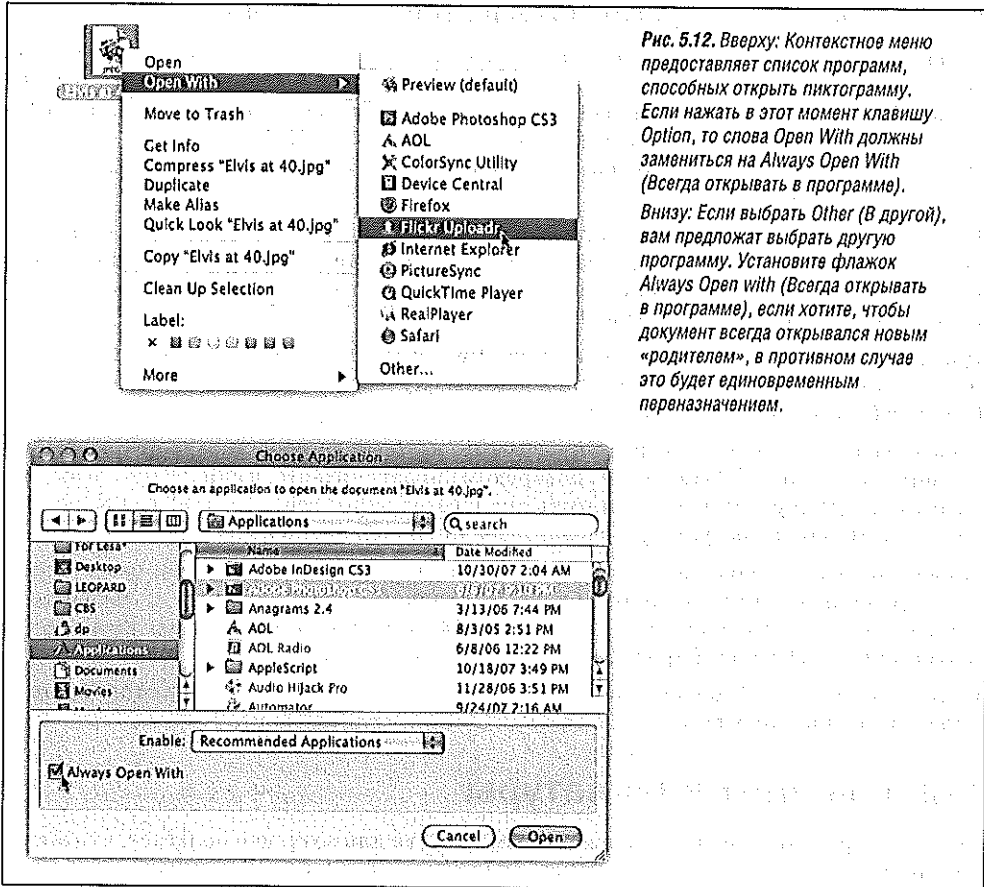 Рис. 5.12. Вверху: Контекстное меню
предоставляет список программ,
способных открыть пиктограмму.
Если нажать в этот момент клавишу
Option, то слова Open With должны
замениться на Always Open With
(Всегда открывать в программе).
Внизу: Если выбрать Other (В другой),
вам предложат выбрать другую
программу. Установите флажок
Always Open with (Всегда открывать
в программе), если хотите, чтобы
документ всегда открывался новым
«родителем», в противном случае
это будет единовременным
переназначением.
JPEG
Open
Open With
Move to Trash
Get Info
Compress "Elvis at 40.jpg"
Duplicate
Make Alias
Quick Look "Elvis at 40.jpg"
Copy "Elvis at 40.jpg"
Clean Up Selection
Label:
×
More
Preview (default)
Adobe Photoshop CS3
AOL
ColorSync Utility
Device Central
Firefox
Flickr Uploadr
Internet Explorer
PictureSync
QuickTime Player
RealPlayer
Safari
Other...
Choose Application
Choose an application to open the document "Elvis at 40.jpg".
Applications
search
For Lesa*
Desktop
LEOPARD
CBS
dp
Applications
Documents
Movies
Name Date Modified
Adobe InDesign CS3 10/30/07 2:04 AM
Adobe Photoshop CS3
Anagrams 2.4 3/13/06 7:44 PM
AOL 8/3/05 2:51 PM
AOL Radio 6/8/06 12:22 PM
AppleScript 10/18/07 3:49 PM
Audio Hijack Pro 11/28/06 3:51 PM
Automator 9/24/07 2:16 AM
Enable: Recommended Applications
Always Open With
Cancel Open